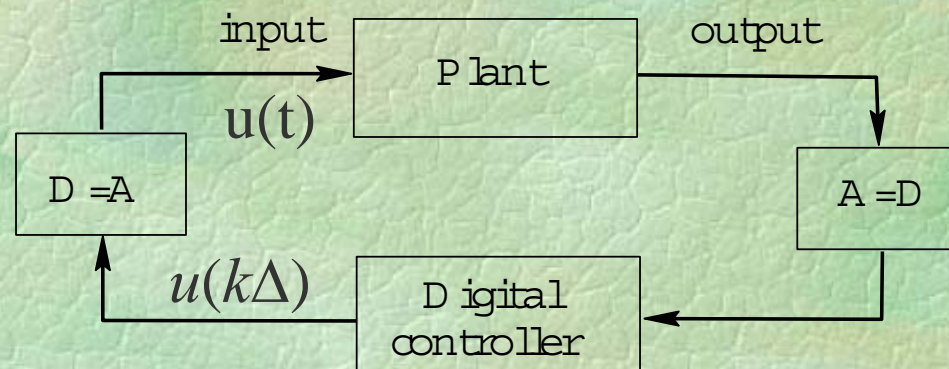 input
output
Plant
u(t)
D =A
A =D
u(kΔ)
Digital
controller